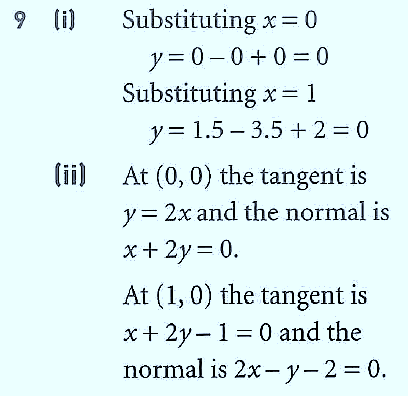 9 (i) Substituting x = 0
y = 0 – 0 + 0 = 0
Substituting x = 1
y = 1.5 – 3.5 + 2 = 0
(ii) At (0, 0) the tangent is
y = 2x and the normal is
x + 2y = 0.
At (1, 0) the tangent is
x + 2y – 1 = 0 and the
normal is 2x – y – 2 = 0.